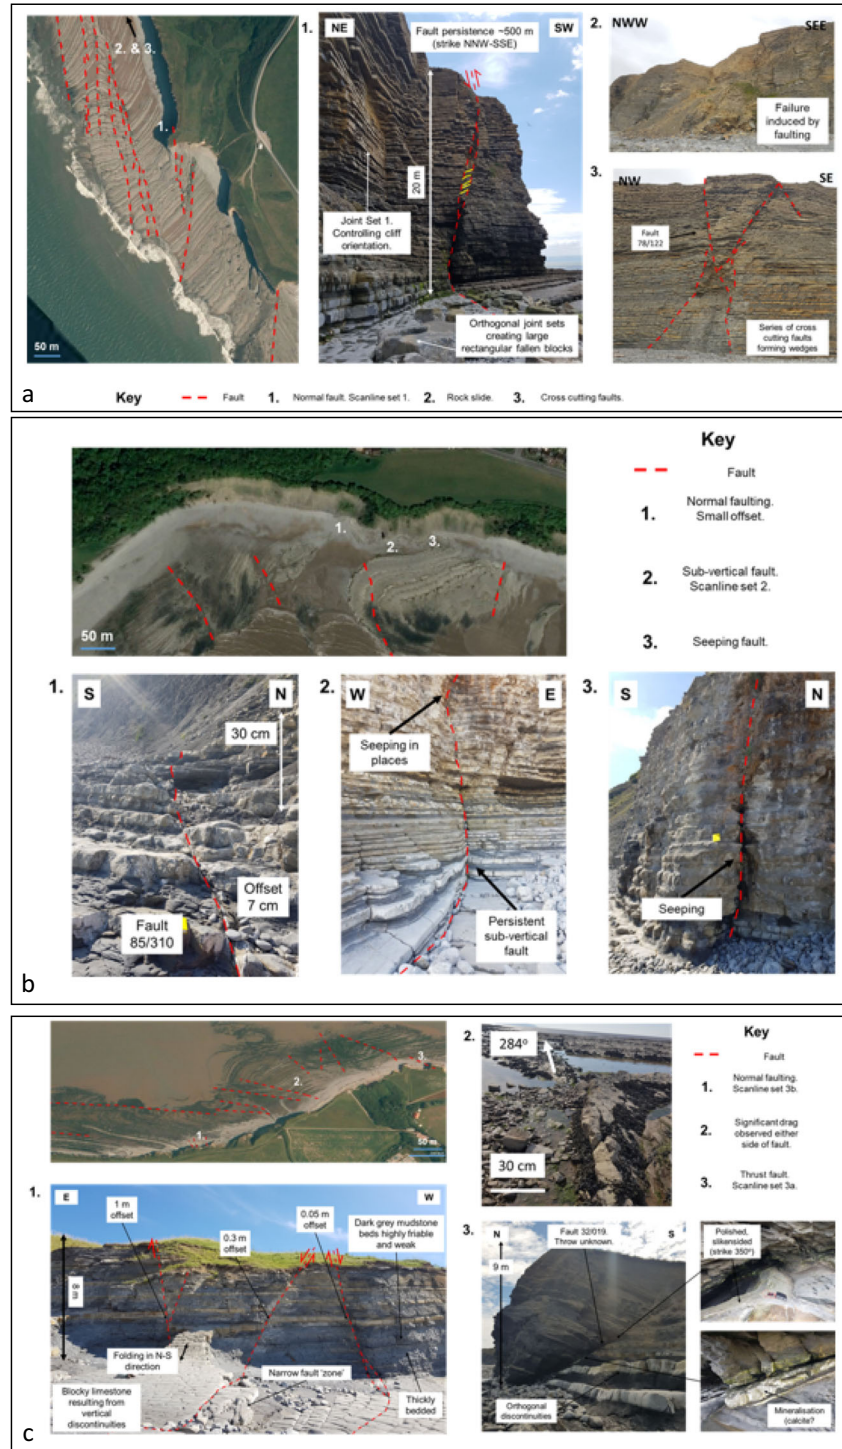 2. & 3.
1.
50 m
1.
NE
SW
Fault persistence ~500 m
(strike NNW-SSE)
20 m
Joint Set 1.
Controlling cliff
orientation.
Orthogonal joint sets
creating large
rectangular fallen blocks
2.
NWW
SEE
Failure
induced by
faulting
3.
NW
SE
Fault
78/122
Series of cross
cutting faults
forming wedges
a
Key
Fault
1. Normal fault. Scanline set 1.
2. Rock slide.
3. Cross cutting faults.
1.
2.
3.
50 m
Key
Fault
1. Normal faulting.
Small offset.
2. Sub-vertical fault.
Scanline set 2.
3. Seeping fault.
1.
S
N
30 cm
Offset
7 cm
Fault
85/310
2.
W
E
Seeping in
places
Persistent
sub-vertical
fault
3.
S
N
Seeping
b
3.
2.
1.
50 m
2.
284°
30 cm
Key
Fault
1. Normal faulting.
Scanline set 3b.
2. Significant drag
observed either
side of fault.
3. Thrust fault.
Scanline set 3a.
1.
E
W
1 m
offset
0.3 m
offset
0.05 m
offset
Dark grey mudstone
beds highly friable
and weak
8 m
Folding in N-S
direction
Narrow fault 'zone'
Blocky limestone
resulting from
vertical
discontinuities
Thickly
bedded
3.
N
S
Fault 32/019.
Throw unknown.
9 m
Polished,
slikensided
(strike 350°)
Orthogonal
discontinuities
Mineralisation
(calcite?
c